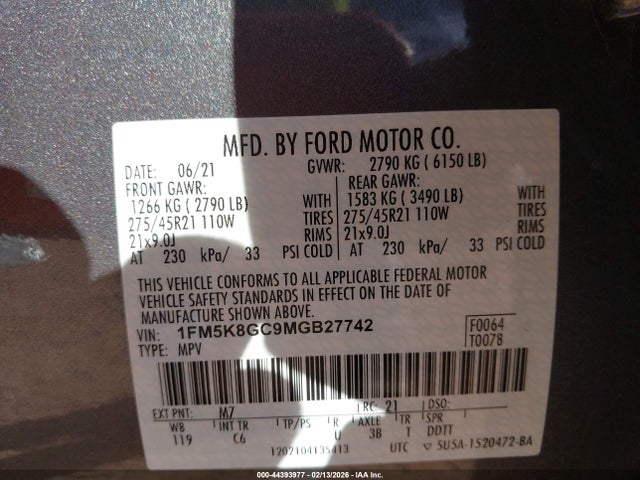 MFD. BY FORD MOTOR CO.
DATE: 06/21 GVWR: 2790 KG ( 6150 LB)
FRONT GAWR: REAR GAWR:
1266 KG ( 2790 LB) WITH 1583 KG ( 3490 LB) WITH
275/45R21 110W TIRES 275/45R21 110W TIRES
21x9.0J RIMS 21x9.0J RIMS
AT 230 kPa/ 33 PSI COLD AT 230 kPa/ 33 PSI COLD
THIS VEHICLE CONFORMS TO ALL APPLICABLE FEDERAL MOTOR
VEHICLE SAFETY STANDARDS IN EFFECT ON THE DATE OF
MANUFACTURE SHOWN ABOVE.
VIN: 1FM5K8GC9MGB27742 F0064
TYPE: MPV T0078
EXT PNT: M7 RC: 21 DSO:
WB INT TR TP/PS R AXLE TR SPR
119 C6 U 3B T DDTT
1202104135413 UTC ▽ 5U5A-1520472-BA
000-44393977 - 02/13/2026 - IAA Inc.